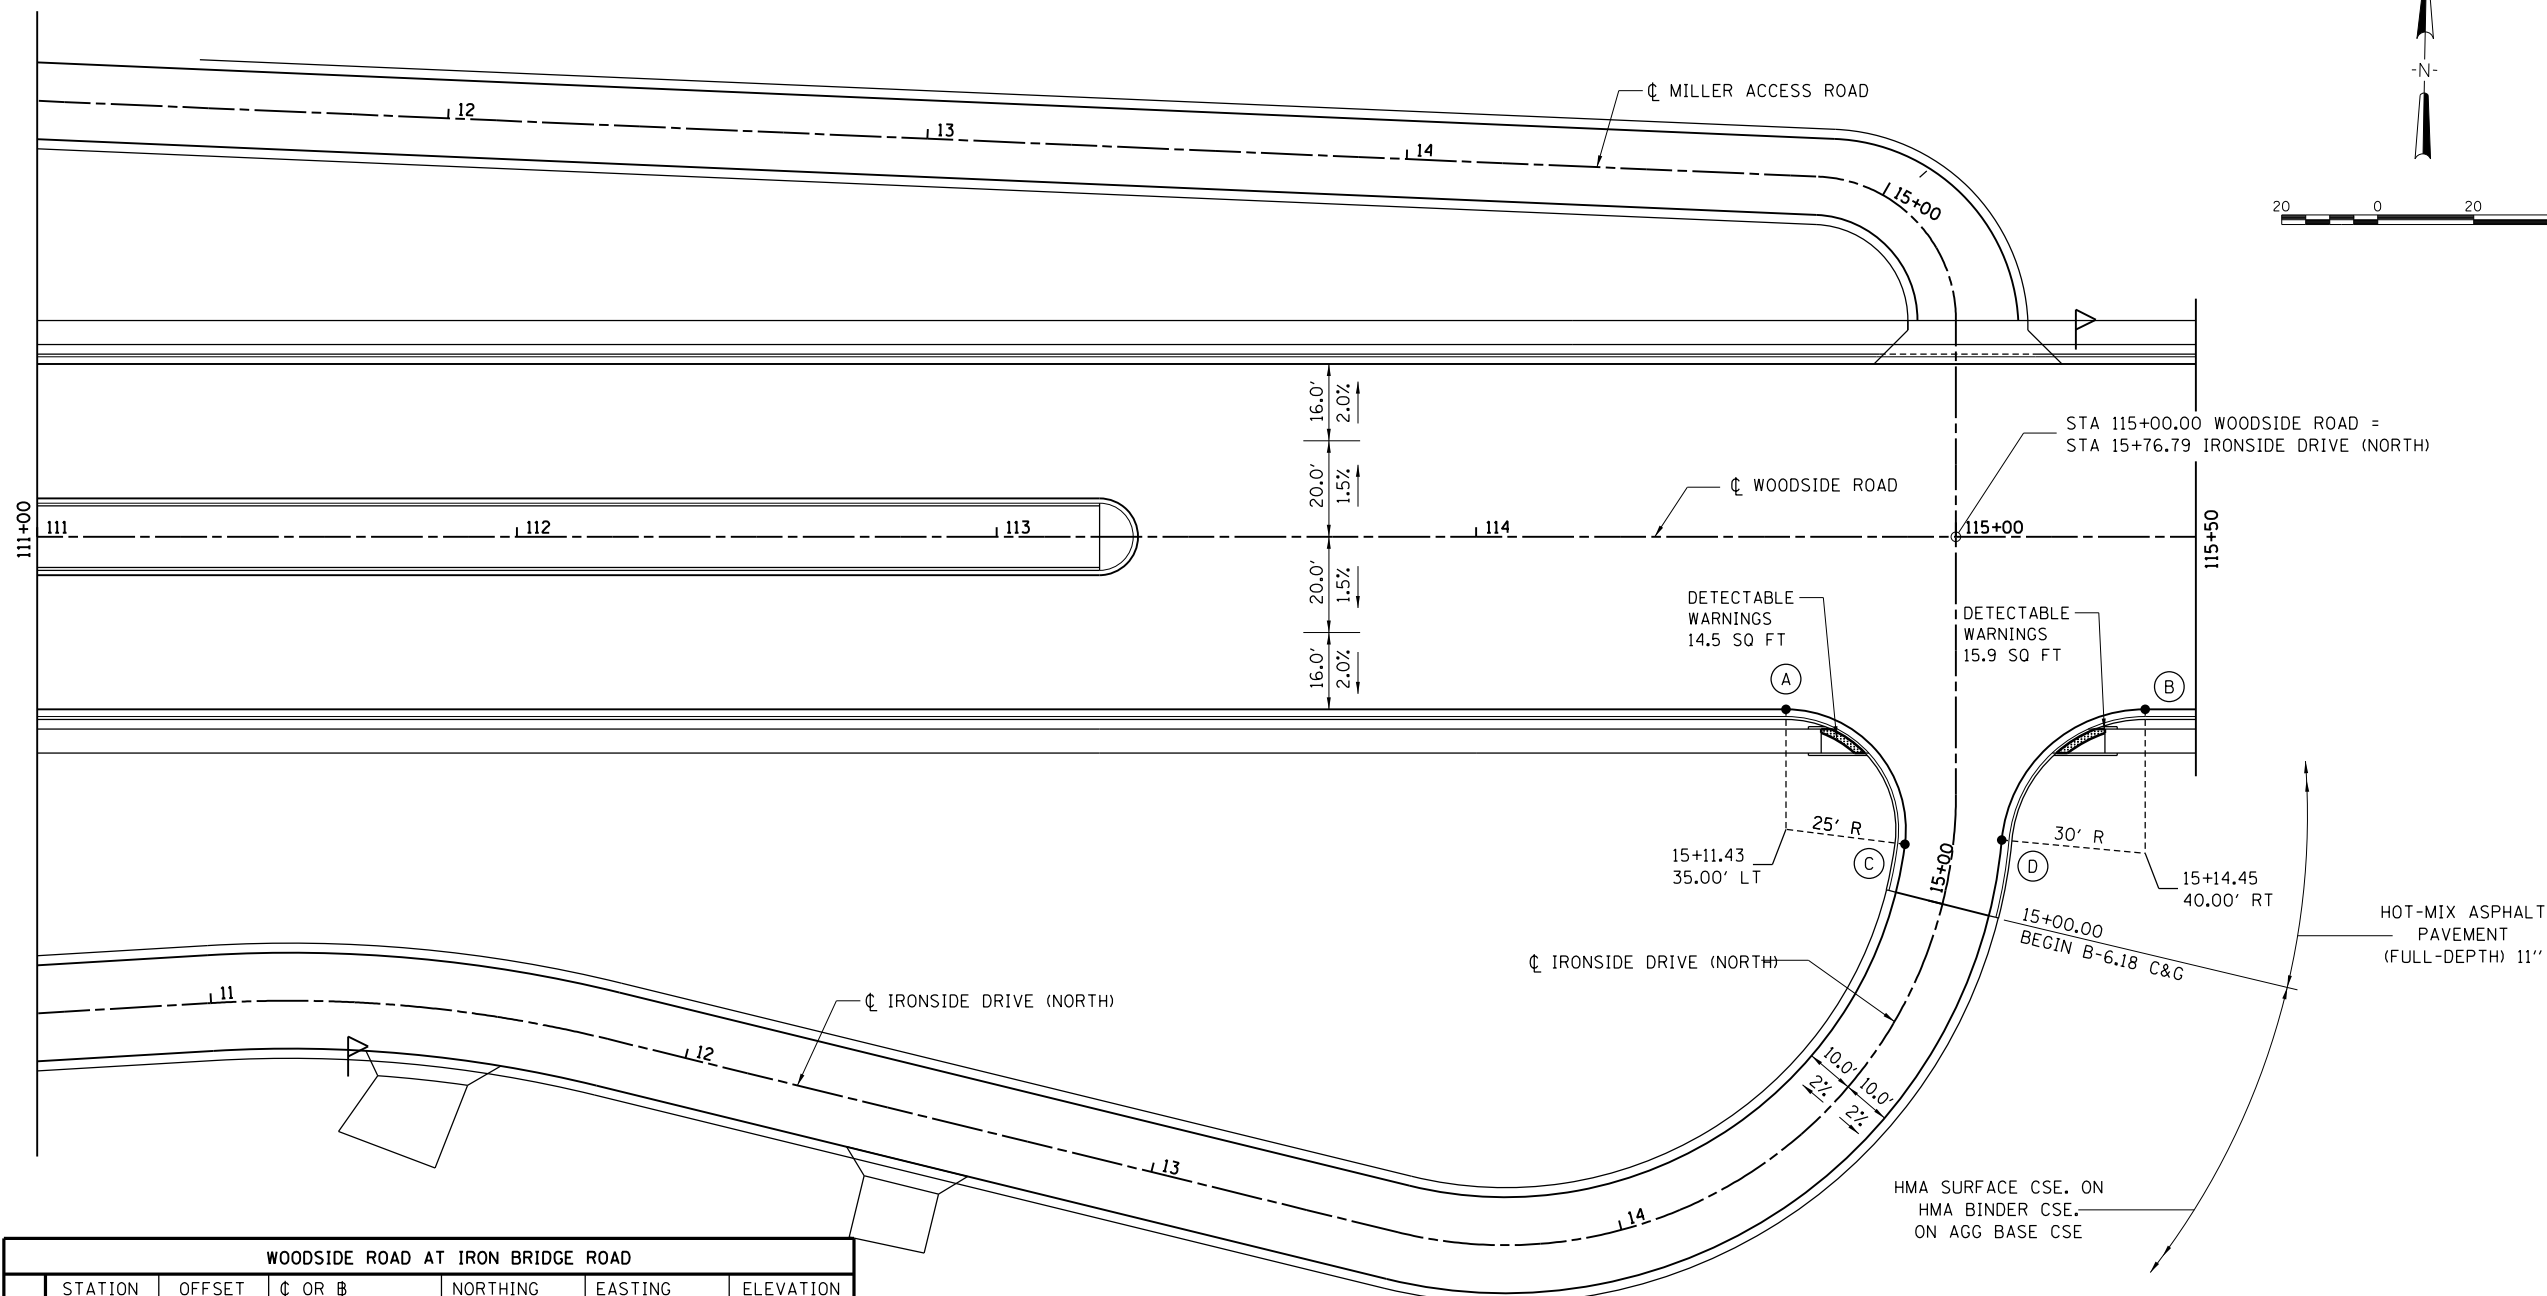 ℄ MILLER ACCESS ROAD
-N-
12
13
14
15+00
20 0 20
16.0' 2.0%
20.0' 1.5%
20.0' 1.5%
16.0' 2.0%
STA 115+00.00 WOODSIDE ROAD =
STA 15+76.79 IRONSIDE DRIVE (NORTH)
℄ WOODSIDE ROAD
111+00
111
112
113
114
115+00
115+50
DETECTABLE
WARNINGS
14.5 SQ FT
DETECTABLE
WARNINGS
15.9 SQ FT
A
B
25' R
30' R
C
D
15+11.43
35.00' LT
15+00
15+14.45
40.00' RT
15+00.00
BEGIN B-6.18 C&G
HOT-MIX ASPHALT
PAVEMENT
(FULL-DEPTH) 11''
℄ IRONSIDE DRIVE (NORTH)
℄ IRONSIDE DRIVE (NORTH)
11
12
13
14
10.0' 10.0'
2% 2%
HMA SURFACE CSE. ON
HMA BINDER CSE.
ON AGG BASE CSE
WOODSIDE ROAD AT IRON BRIDGE ROAD
STATION OFFSET ℄ OR B NORTHING EASTING ELEVATION